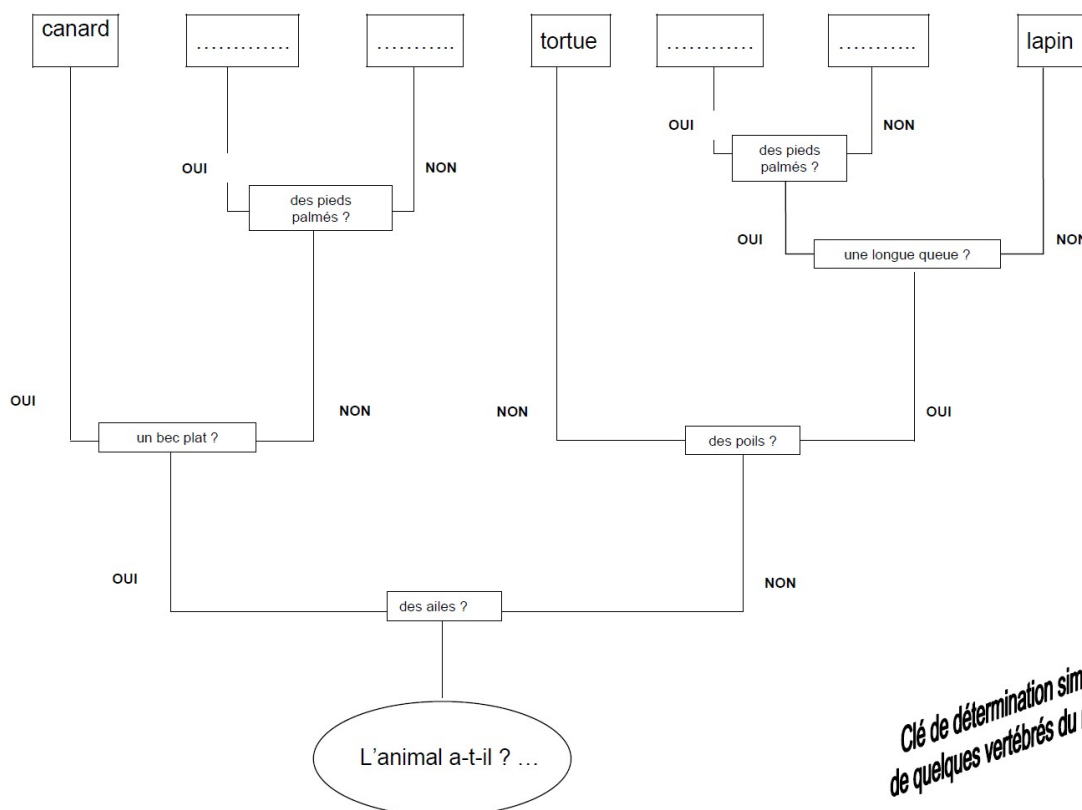 canard
………….
………..
tortue
…………
………..
lapin
OUI
NON
des pieds
palmés ?
OUI
NON
des pieds
palmés ?
OUI
NON
une longue queue ?
OUI
NON
NON
OUI
un bec plat ?
des poils ?
OUI
NON
des ailes ?
L’animal a-t-il ? …
Clé de détermination sim
de quelques vertébrés du